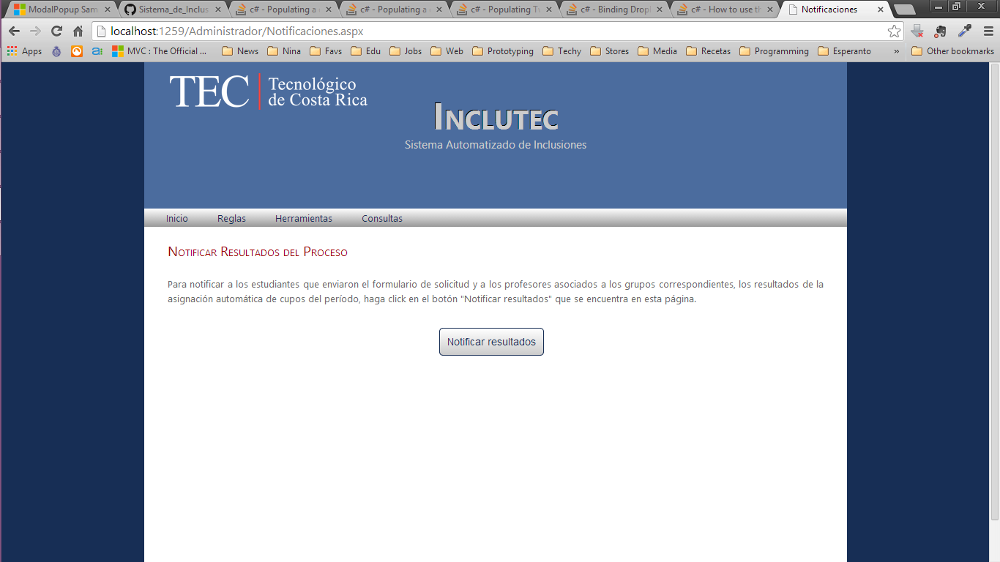 ModalPopup Sam
Sistema_de_Inclus
c# - Populating a
c# - Populating a
c# - Populating T
c# - Binding Drop
c# - How to use th
Notificaciones
localhost:1259/Administrador/Notificaciones.aspx
Apps
MVC : The Official ...
News
Nina
Favs
Edu
Jobs
Web
Prototyping
Techy
Stores
Media
Recetas
Programming
Esperanto
»
Other bookmarks
TEC
Tecnológico
de Costa Rica
Inclutec
Sistema Automatizado de Inclusiones
Inicio
Reglas
Herramientas
Consultas
Notificar Resultados del Proceso
Para notificar a los estudiantes que enviaron el formulario de solicitud y a los profesores asociados a los grupos correspondientes, los resultados de la
asignación automática de cupos del período, haga click en el botón "Notificar resultados" que se encuentra en esta página.
Notificar resultados